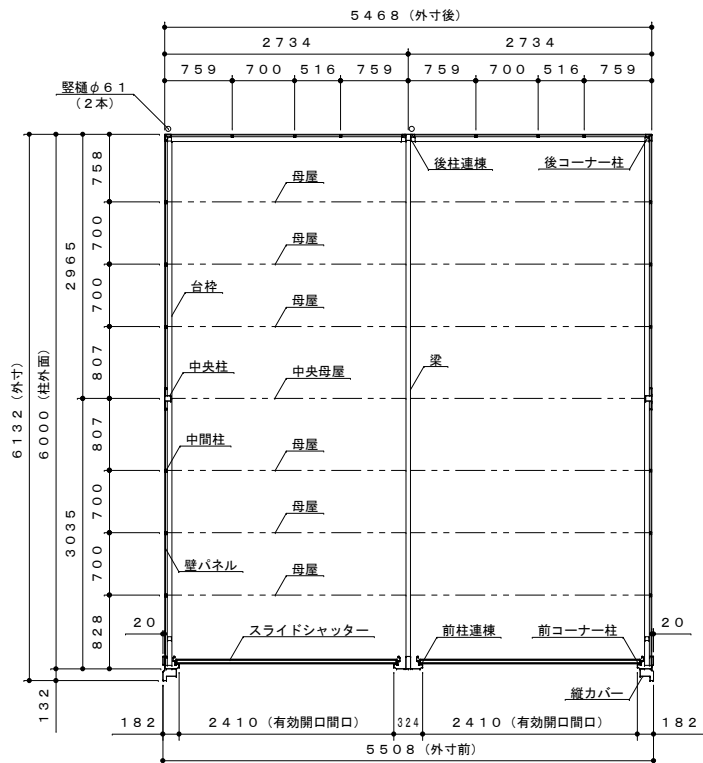 5468（外寸後）
2734
2734
759
700
516
759
759
700
516
759
竪樋φ61
（2本）
後柱連棟
後コーナー柱
758
母屋
700
母屋
2965
700
台枠
母屋
807
中央柱
中央母屋
梁
6132（外寸）
6000（柱外面）
807
中間柱
母屋
700
母屋
3035
700
壁パネル
母屋
828
20
スライドシャッター
前柱連棟
前コーナー柱
20
132
縦カバー
182
2410（有効開口間口）
324
2410（有効開口間口）
182
5508（外寸前）